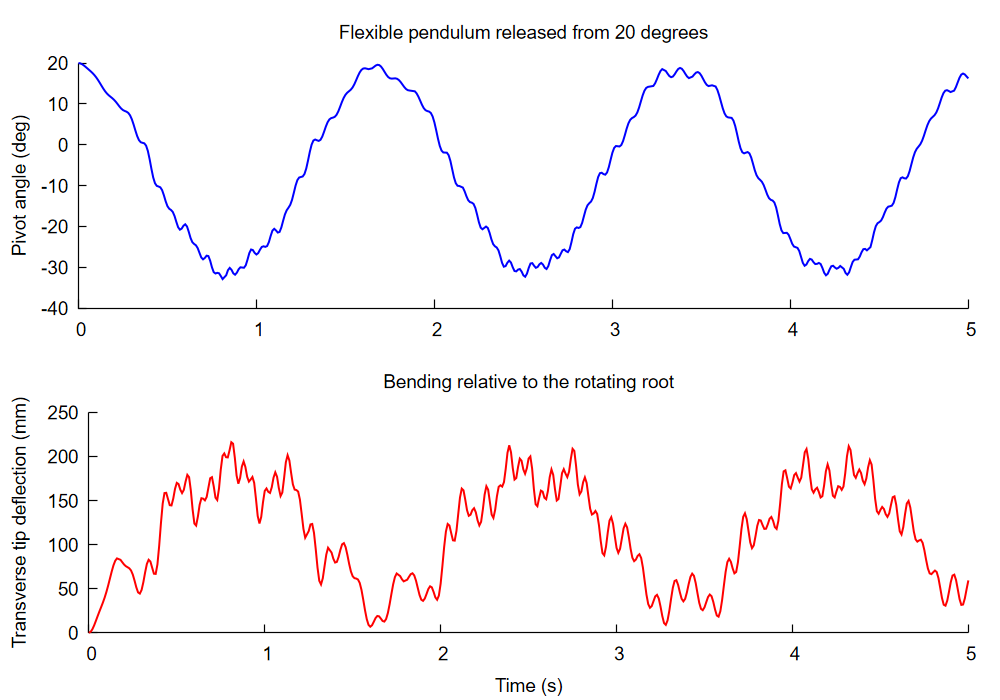 Flexible pendulum released from 20 degrees
Pivot angle (deg)
20
10
0
-10
-20
-30
-40
0 1 2 3 4 5
Bending relative to the rotating root
Transverse tip deflection (mm)
250
200
150
100
50
0
0 1 2 3 4 5
Time (s)